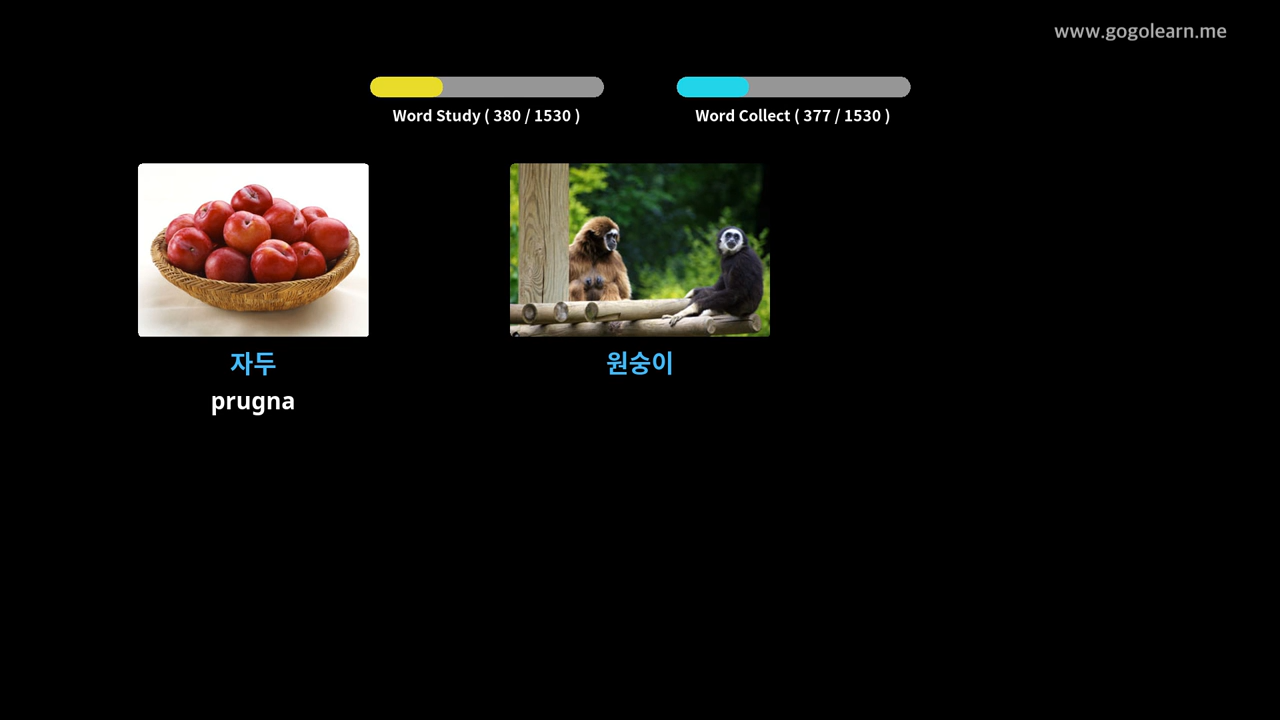 www.gogolearn.me
Word Study ( 380 / 1530 )
Word Collect ( 377 / 1530 )
자두
prugna
원숭이